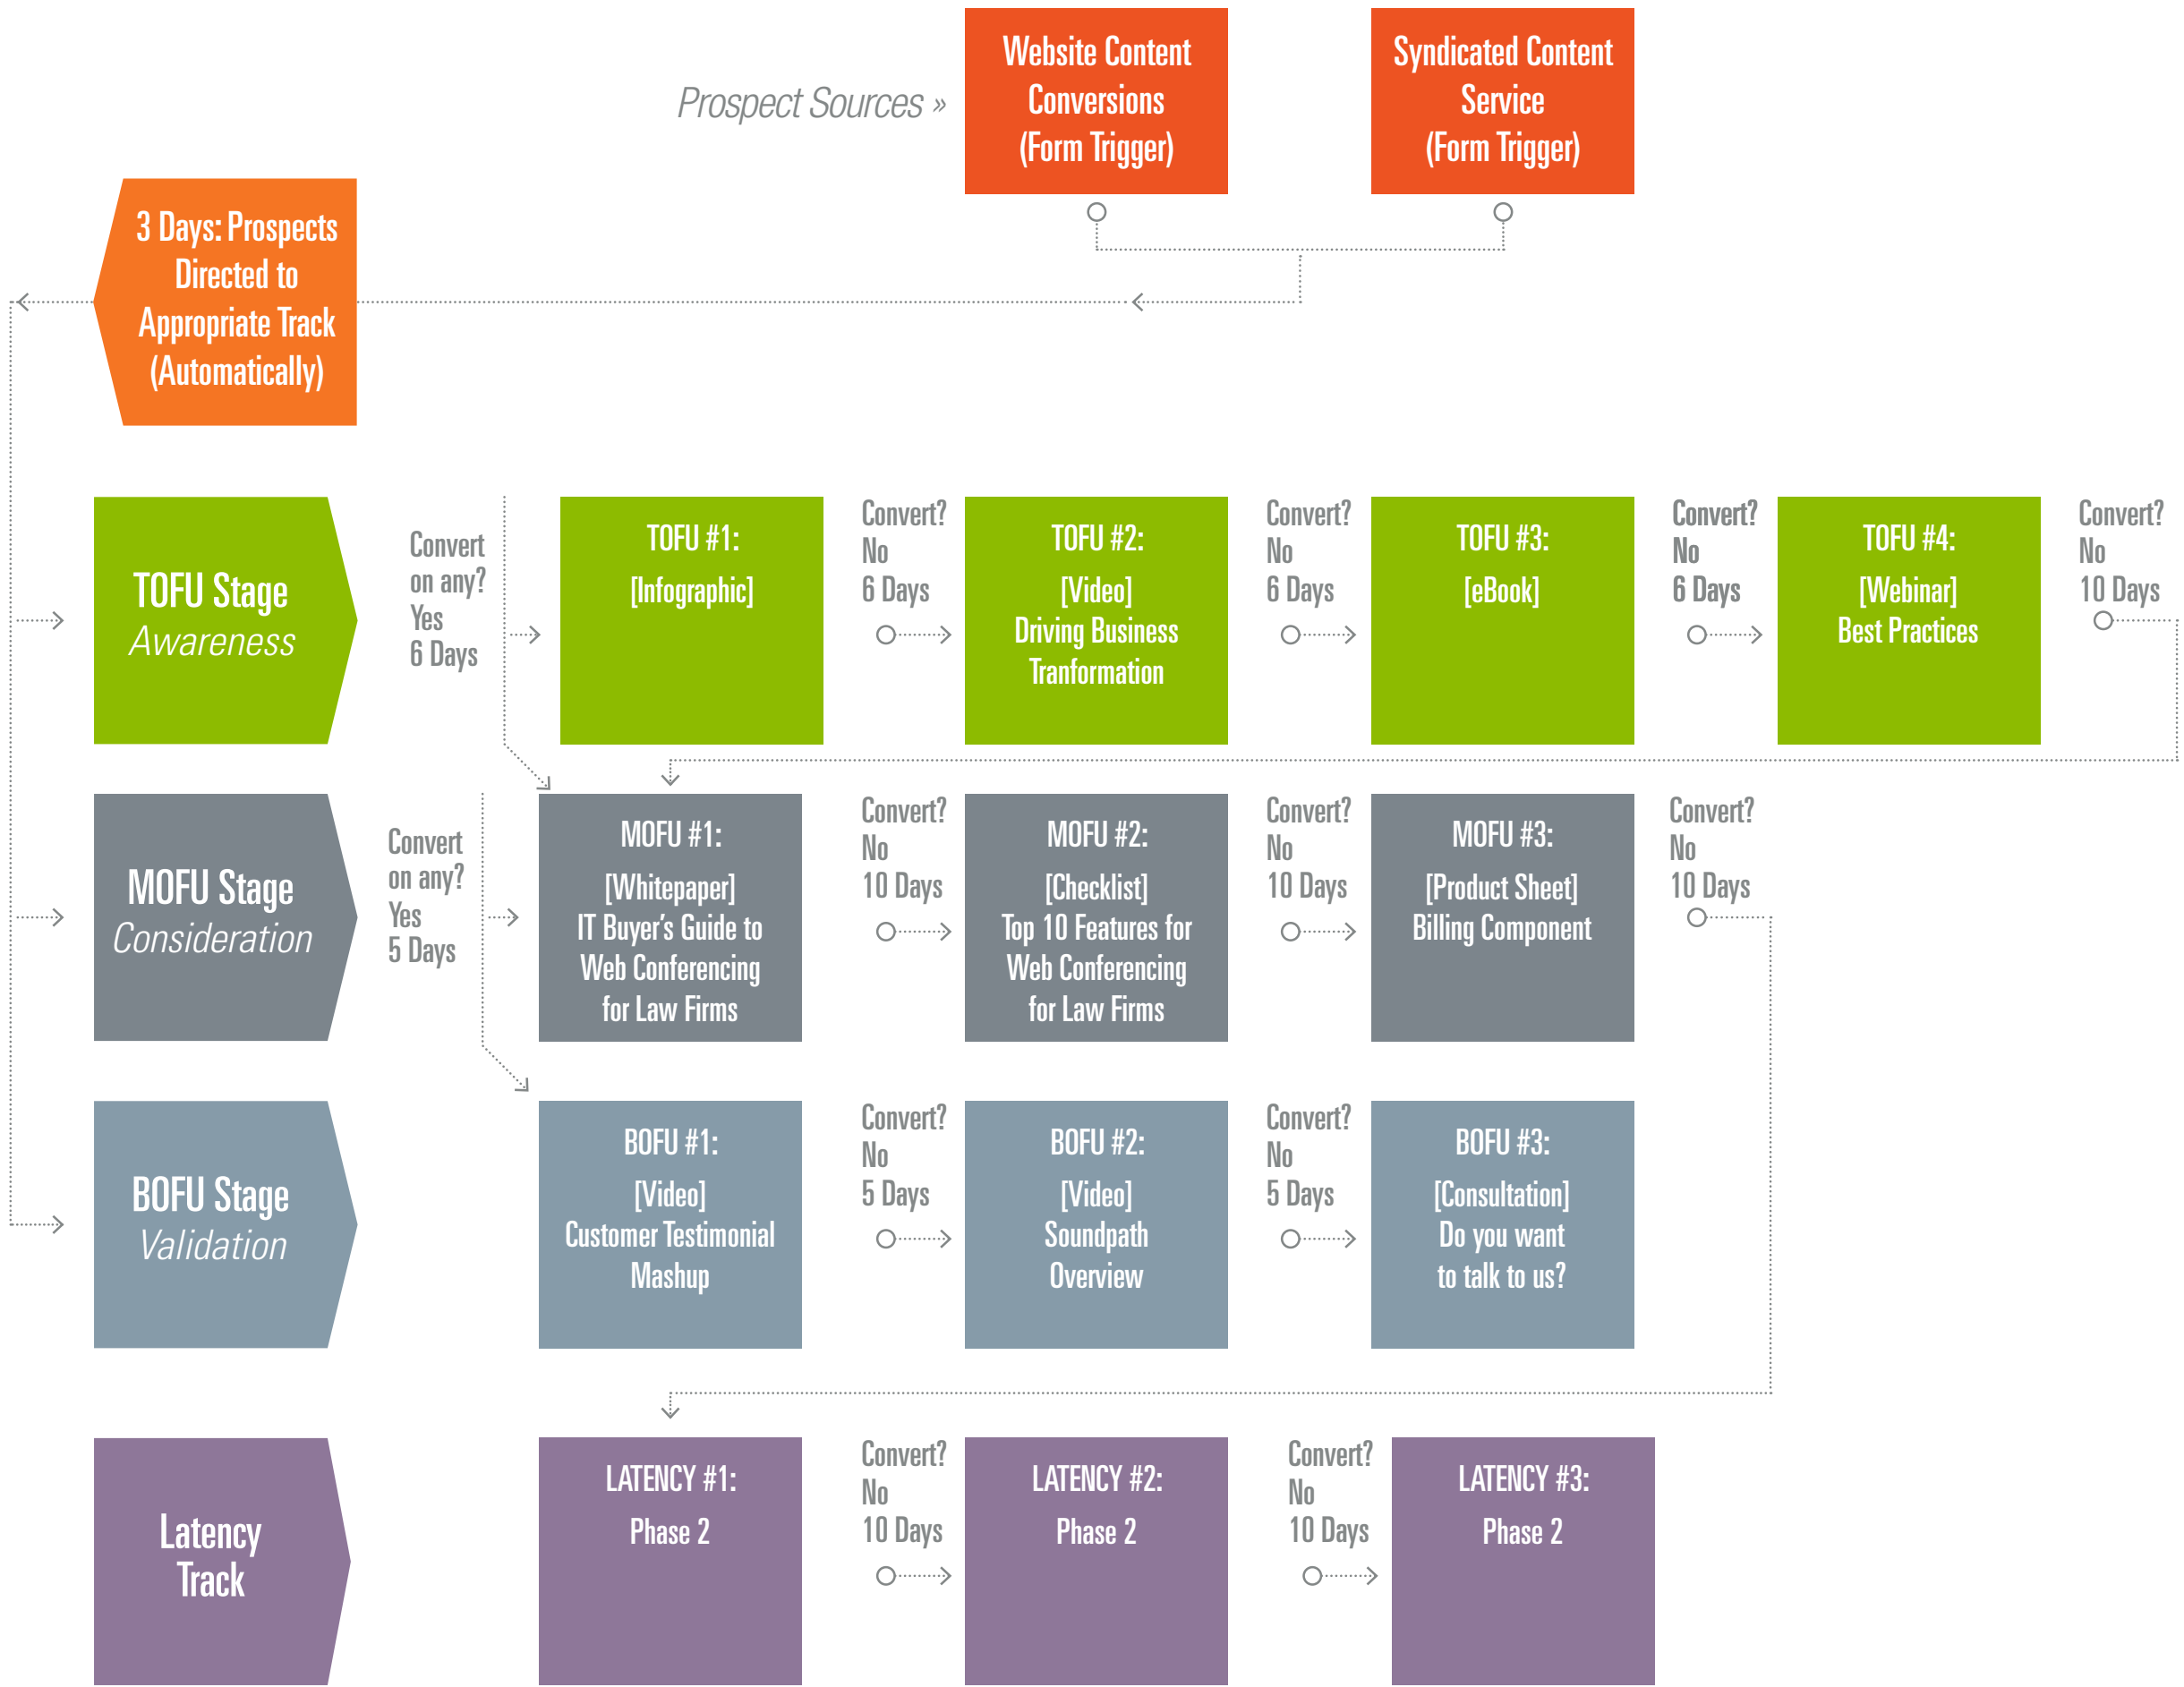 Prospect Sources »
Website Content
Conversions
(Form Trigger)
Syndicated Content
Service
(Form Trigger)
3 Days: Prospects
Directed to
Appropriate Track
(Automatically)
TOFU Stage
Awareness
Convert
on any?
Yes
6 Days
TOFU #1:
[Infographic]
Convert?
No
6 Days
TOFU #2:
[Video]
Driving Business
Tranformation
Convert?
No
6 Days
TOFU #3:
[eBook]
Convert?
No
6 Days
TOFU #4:
[Webinar]
Best Practices
Convert?
No
10 Days
MOFU Stage
Consideration
Convert
on any?
Yes
5 Days
MOFU #1:
[Whitepaper]
IT Buyer’s Guide to
Web Conferencing
for Law Firms
Convert?
No
10 Days
MOFU #2:
[Checklist]
Top 10 Features for
Web Conferencing
for Law Firms
Convert?
No
10 Days
MOFU #3:
[Product Sheet]
Billing Component
Convert?
No
10 Days
BOFU Stage
Validation
BOFU #1:
[Video]
Customer Testimonial
Mashup
Convert?
No
5 Days
BOFU #2:
[Video]
Soundpath
Overview
Convert?
No
5 Days
BOFU #3:
[Consultation]
Do you want
to talk to us?
Latency
Track
LATENCY #1:
Phase 2
Convert?
No
10 Days
LATENCY #2:
Phase 2
Convert?
No
10 Days
LATENCY #3:
Phase 2